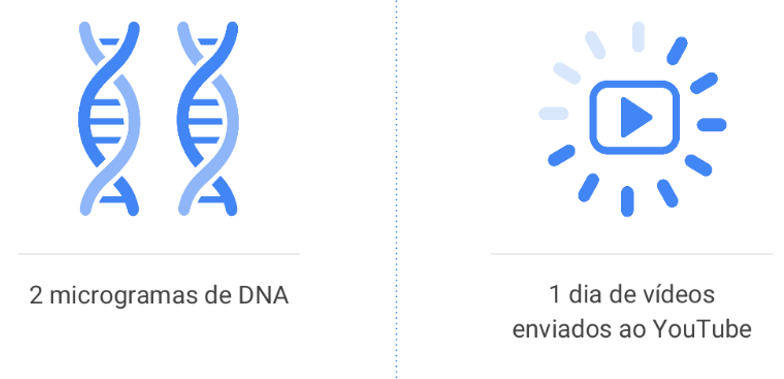 2 microgramas de DNA
1 dia de vídeos
enviados ao YouTube